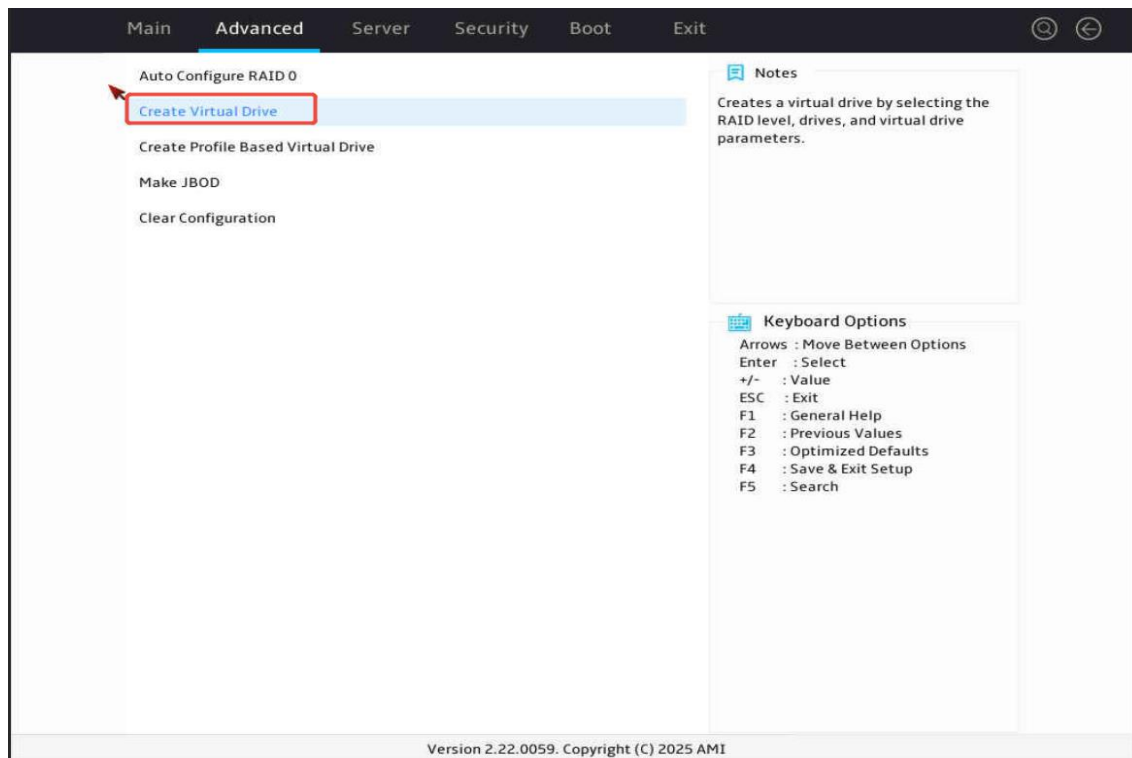 Main Advanced Server Security Boot Exit
Auto Configure RAID 0
Create Virtual Drive
Create Profile Based Virtual Drive
Make JBOD
Clear Configuration
Notes
Creates a virtual drive by selecting the
RAID level, drives, and virtual drive
parameters.
Keyboard Options
Arrows : Move Between Options
Enter : Select
+/- : Value
ESC : Exit
F1 : General Help
F2 : Previous Values
F3 : Optimized Defaults
F4 : Save & Exit Setup
F5 : Search
Version 2.22.0059. Copyright (C) 2025 AMI